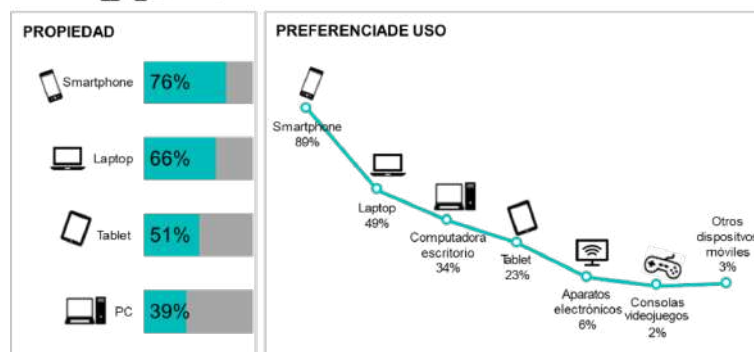 PROPIEDAD
Smartphone
76%
Laptop
66%
Tablet
51%
PC
39%
PREFERENCIADE USO
Smartphone
89%
Laptop
49%
Computadora
escritorio
34%
Tablet
23%
Aparatos
electrónicos
6%
Consolas
videojuegos
2%
Otros
dispositvos
móviles
3%